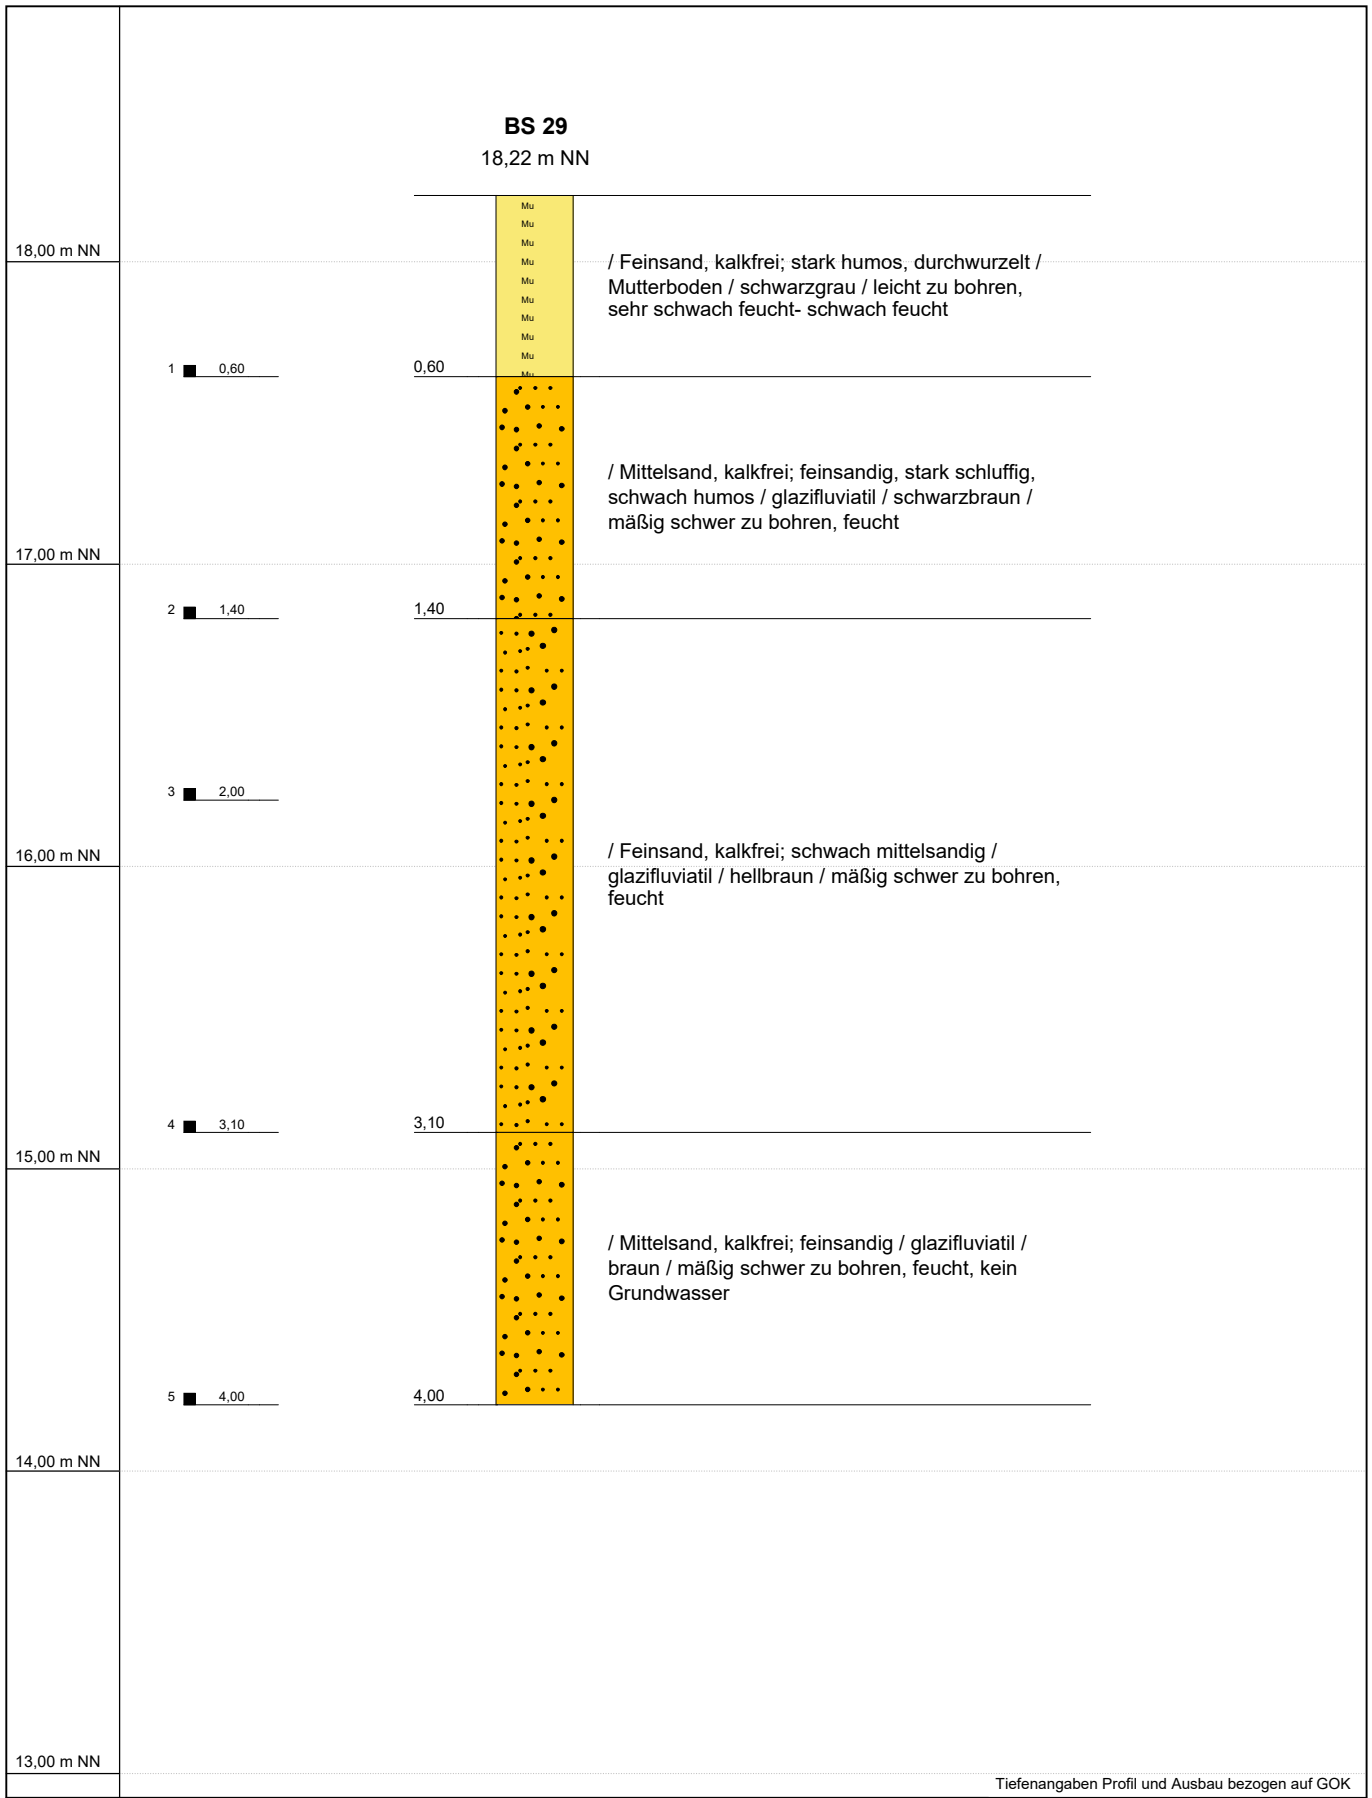 BS 29
18,22 m NN
Mu
Mu
Mu
18,00 m NN
Mu
/ Feinsand, kalkfrei; stark humos, durchwurzelt /
Mu
Mutterboden / schwarzgrau / leicht zu bohren,
Mu
sehr schwach feucht- schwach feucht
Mu
Mu
Mu
1 0,60
0,60
Mu
/ Mittelsand, kalkfrei; feinsandig, stark schluffig,
schwach humos / glazifluviatil / schwarzbraun /
mäßig schwer zu bohren, feucht
17,00 m NN
2 1,40
1,40
3 2,00
16,00 m NN
/ Feinsand, kalkfrei; schwach mittelsandig /
glazifluviatil / hellbraun / mäßig schwer zu bohren,
feucht
4 3,10
3,10
15,00 m NN
/ Mittelsand, kalkfrei; feinsandig / glazifluviatil /
braun / mäßig schwer zu bohren, feucht, kein
Grundwasser
5 4,00
4,00
14,00 m NN
13,00 m NN
Tiefenangaben Profil und Ausbau bezogen auf GOK